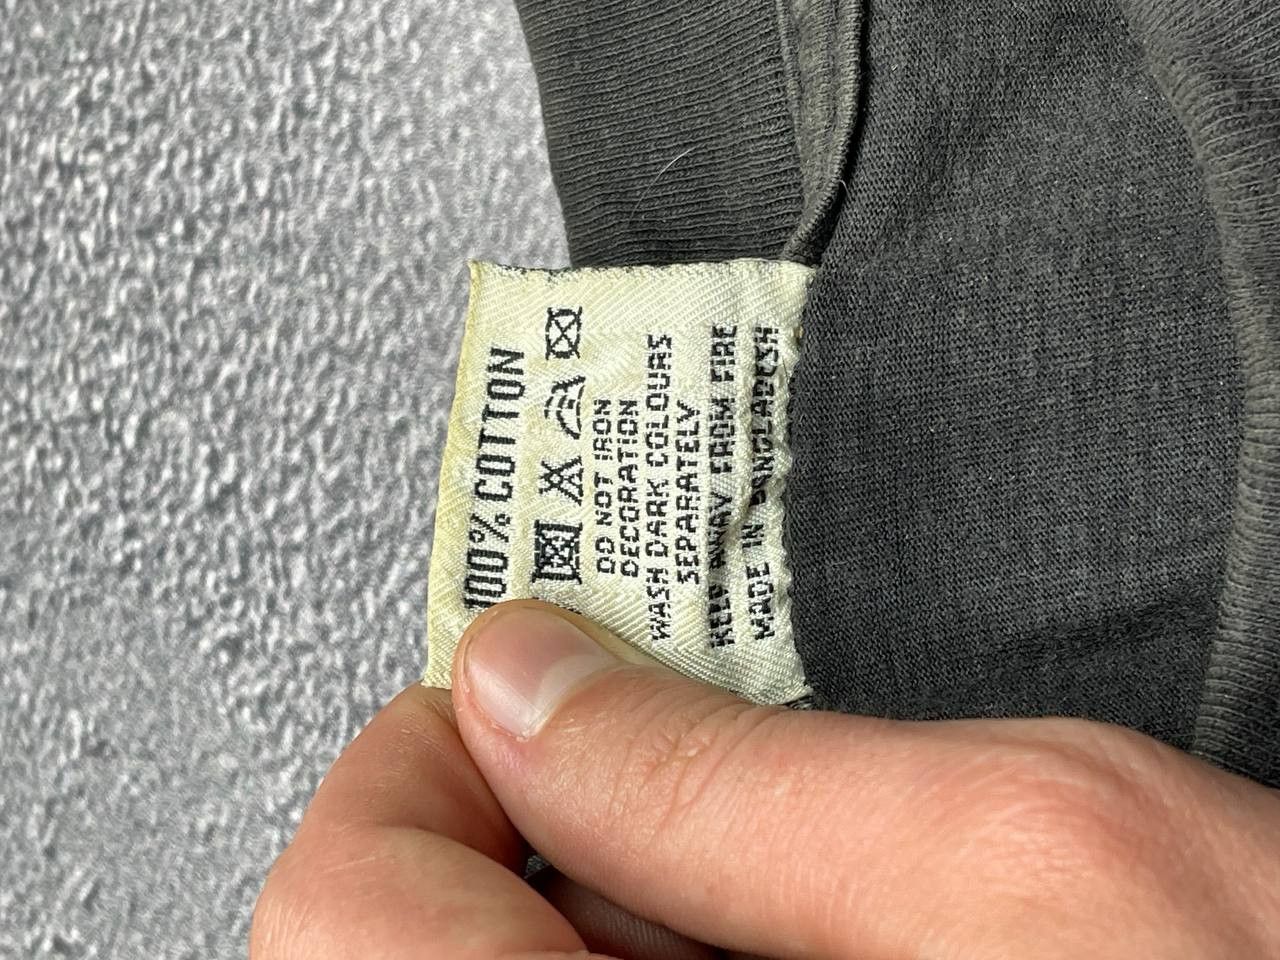 100% COTTON
DO NOT IRON
DECORATION
WASH DARK COLOURS
SEPARATELY
KEEP AWAY FROM FIRE
MADE IN BANGLADESH